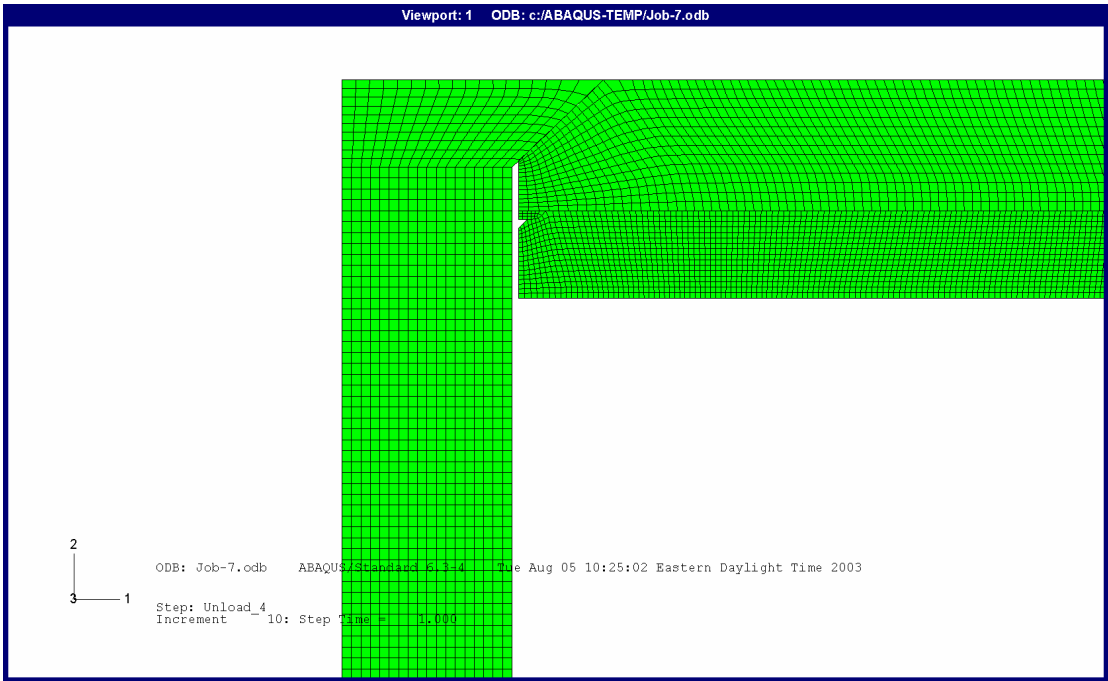 Viewport: 1 ODB: c:/ABAQUS-TEMP/Job-7.odb
2
3 1
ODB: Job-7.odb ABAQUS/Standard 6.3-4 Tue Aug 05 10:25:02 Eastern Daylight Time 2003
Step: Unload_4
Increment 10: Step Time = 1.000